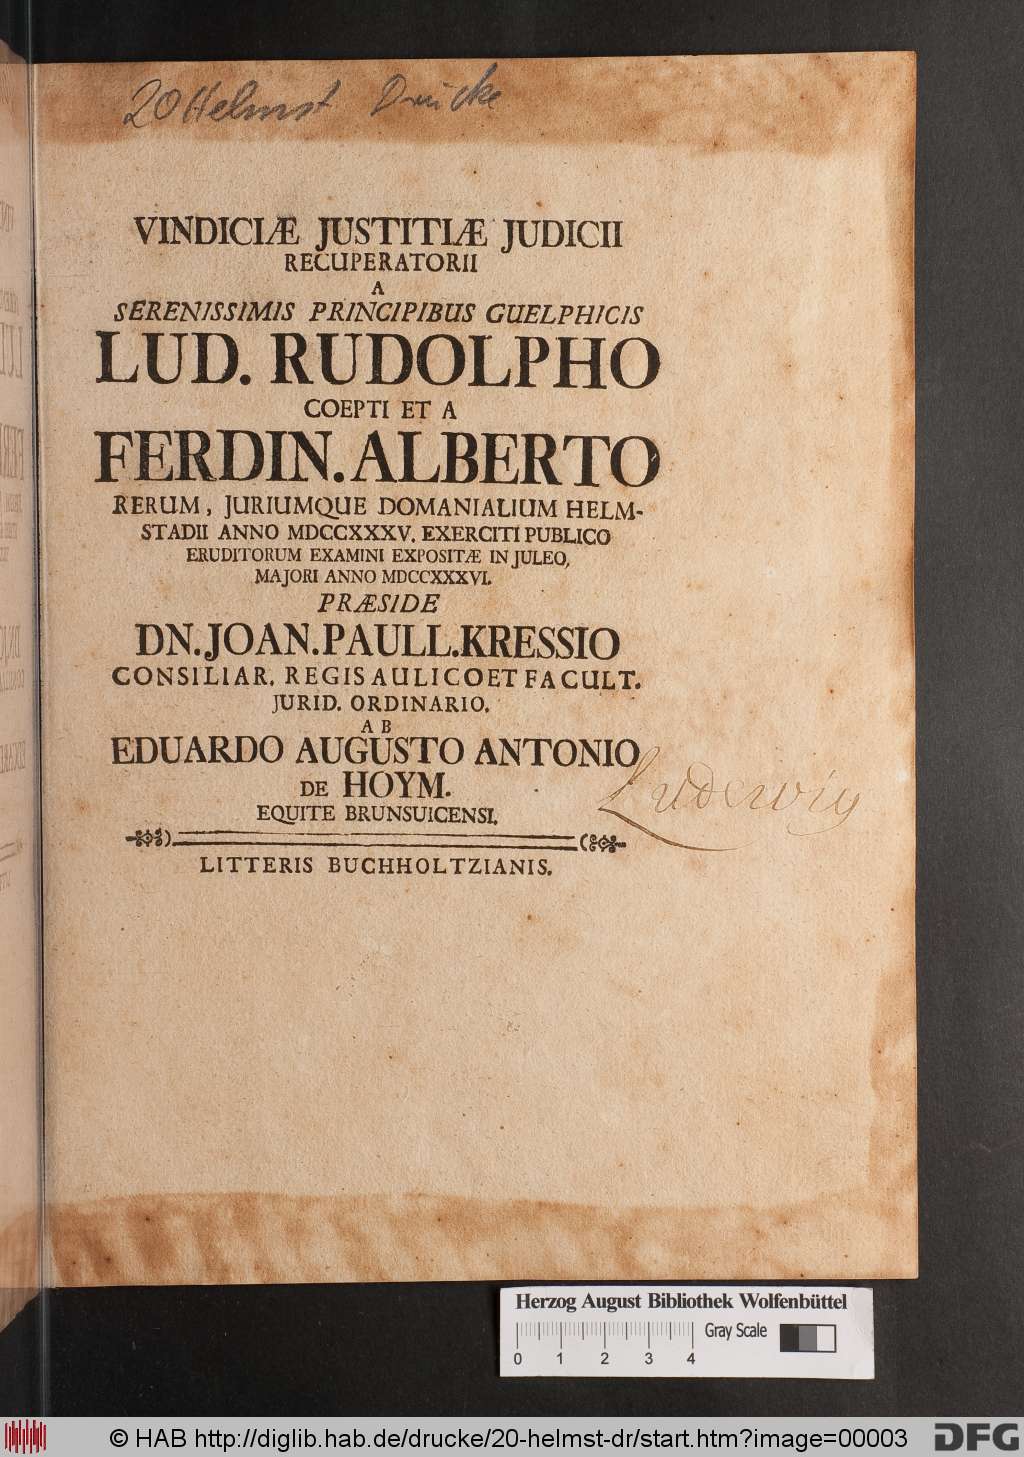 20 Helmst Drucke
VINDICIÆ JUSTITIÆ JUDICII
RECUPERATORII
A
SERENISSIMIS PRINCIPIBUS GUELPHICIS
LUD. RUDOLPHO
COEPTI ET A
FERDIN. ALBERTO
RERUM, JURIUMQUE DOMANIALIUM HELM-
STADII ANNO MDCCXXXV. EXERCITI PUBLICO
ERUDITORUM EXAMINI EXPOSITÆ IN JULEO,
MAJORI ANNO MDCCXXXVI.
PRÆSIDE
DN. JOAN. PAULL. KRESSIO
CONSILIAR. REGIS AULICO ET FACULT.
JURID. ORDINARIO.
AB
EDUARDO AUGUSTO ANTONIO
DE HOYM.
EQUITE BRUNSUICENSI.
Ludewig
LITTERIS BUCHHOLTZIANIS.
Herzog August Bibliothek Wolfenbüttel
Gray Scale
0 1 2 3 4
© HAB http://diglib.hab.de/drucke/20-helmst-dr/start.htm?image=00003
DFG